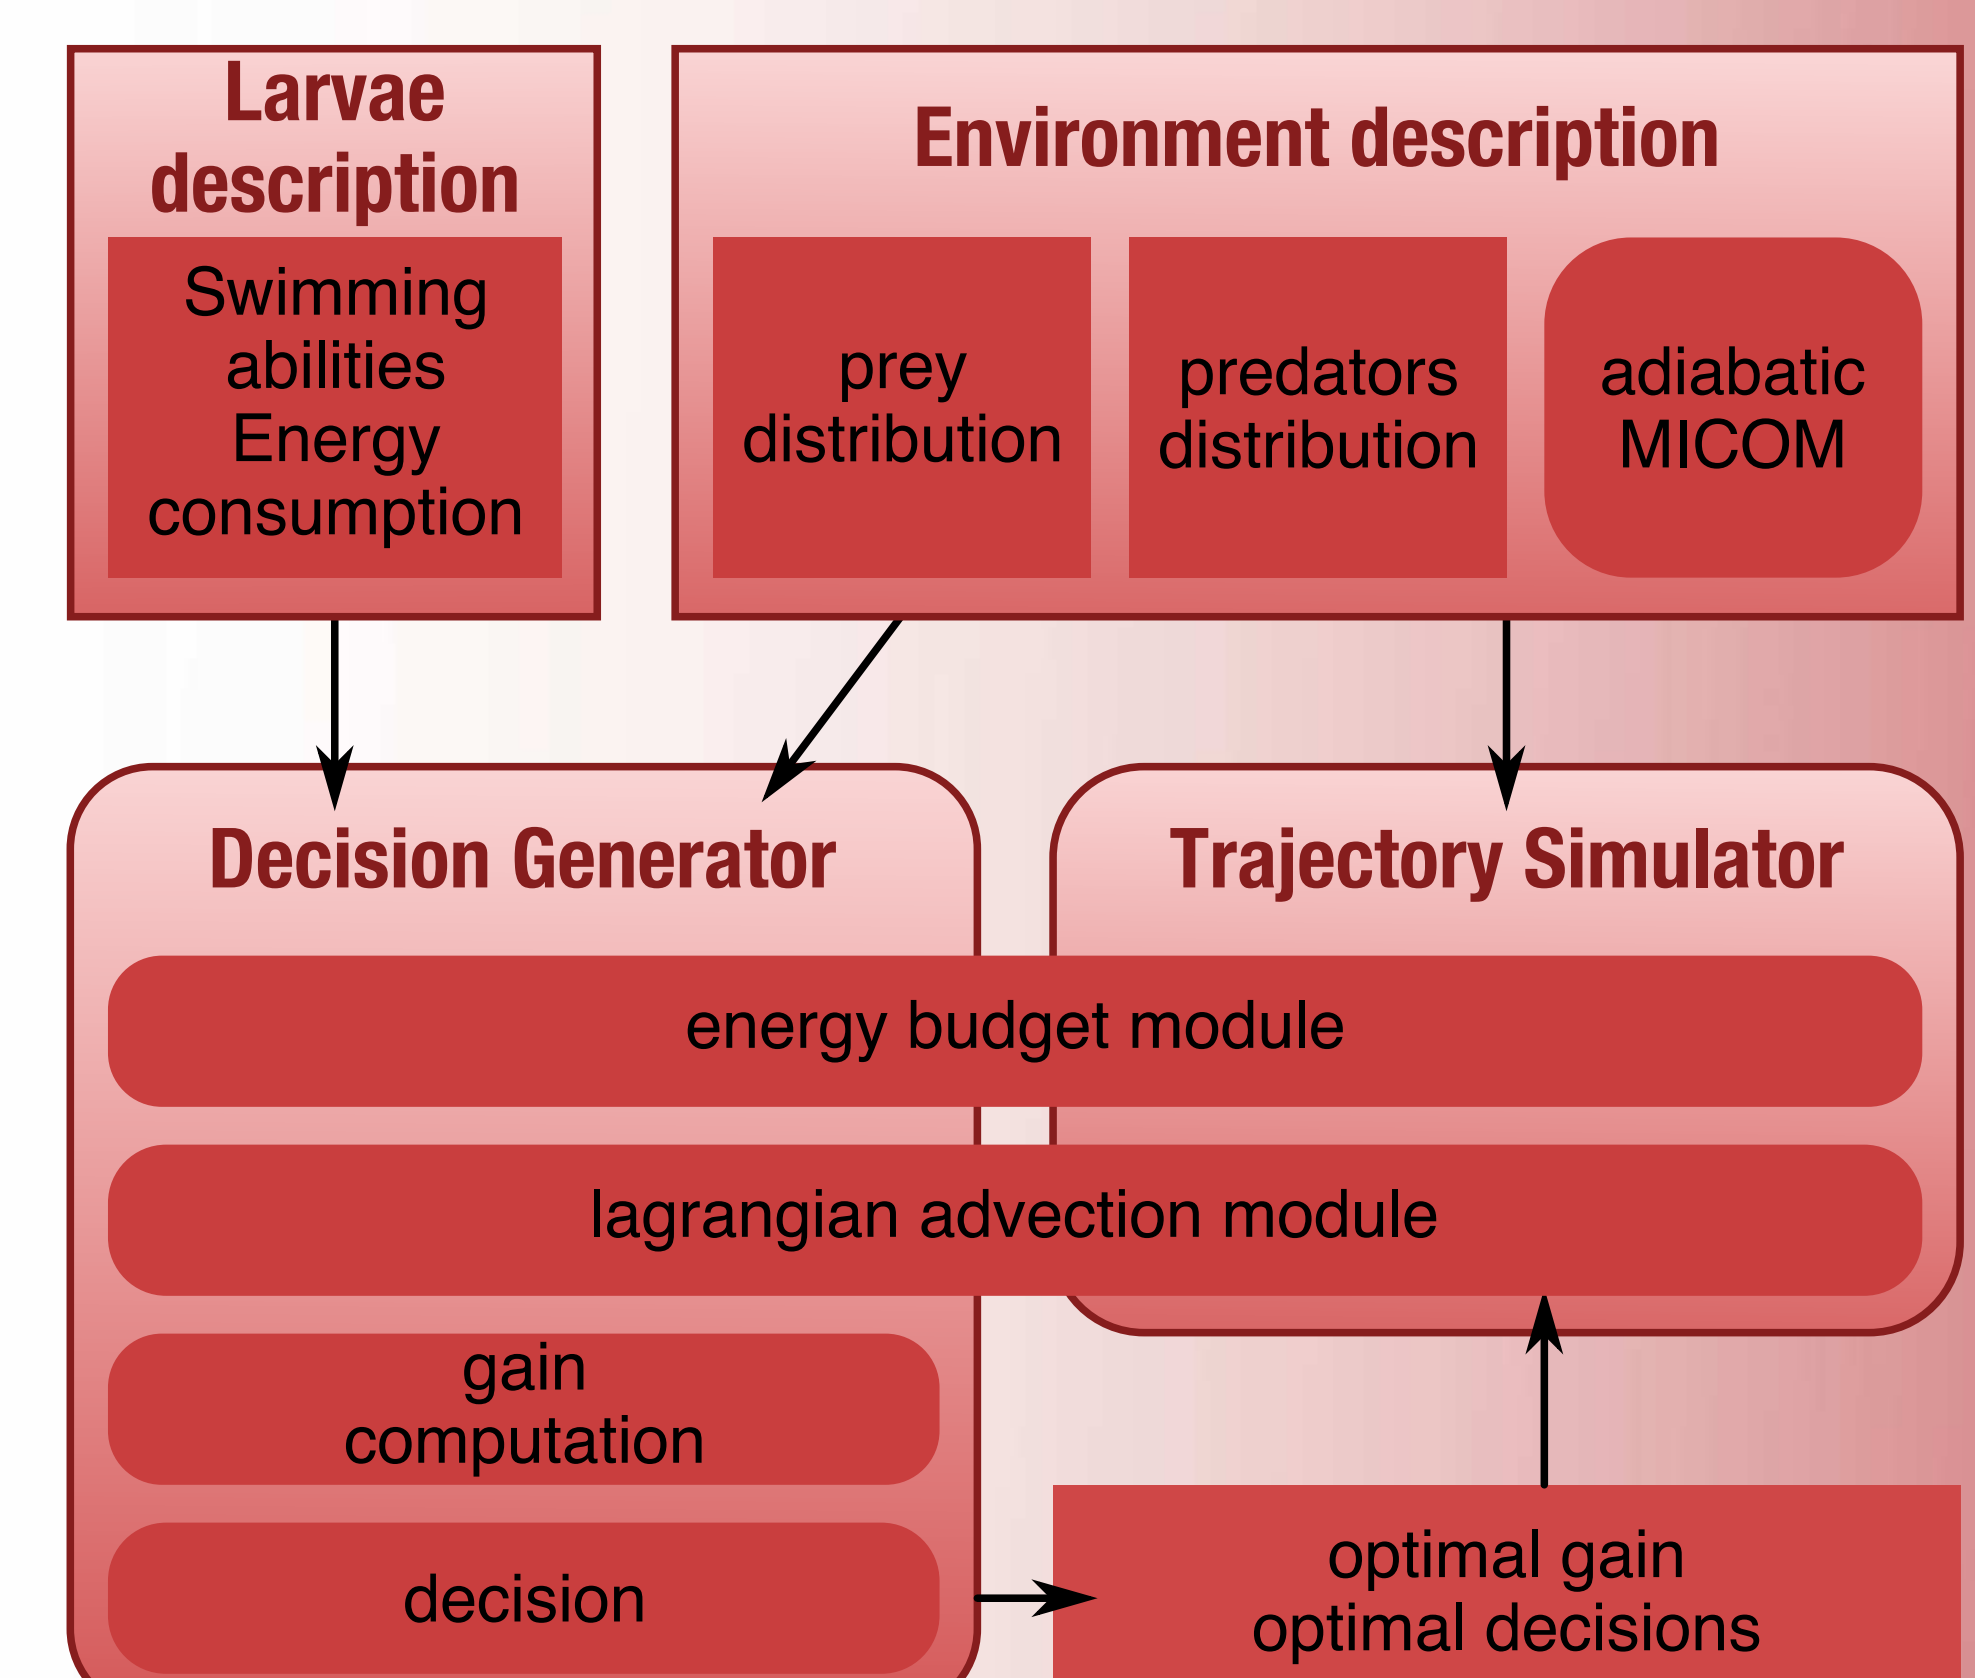 Larvae
description
Swimming
abilities
Energy
consumption
Environment description
prey
distribution
predators
distribution
adiabatic
MICOM
Decision Generator
Trajectory Simulator
energy budget module
lagrangian advection module
gain
computation
decision
optimal gain
optimal decisions